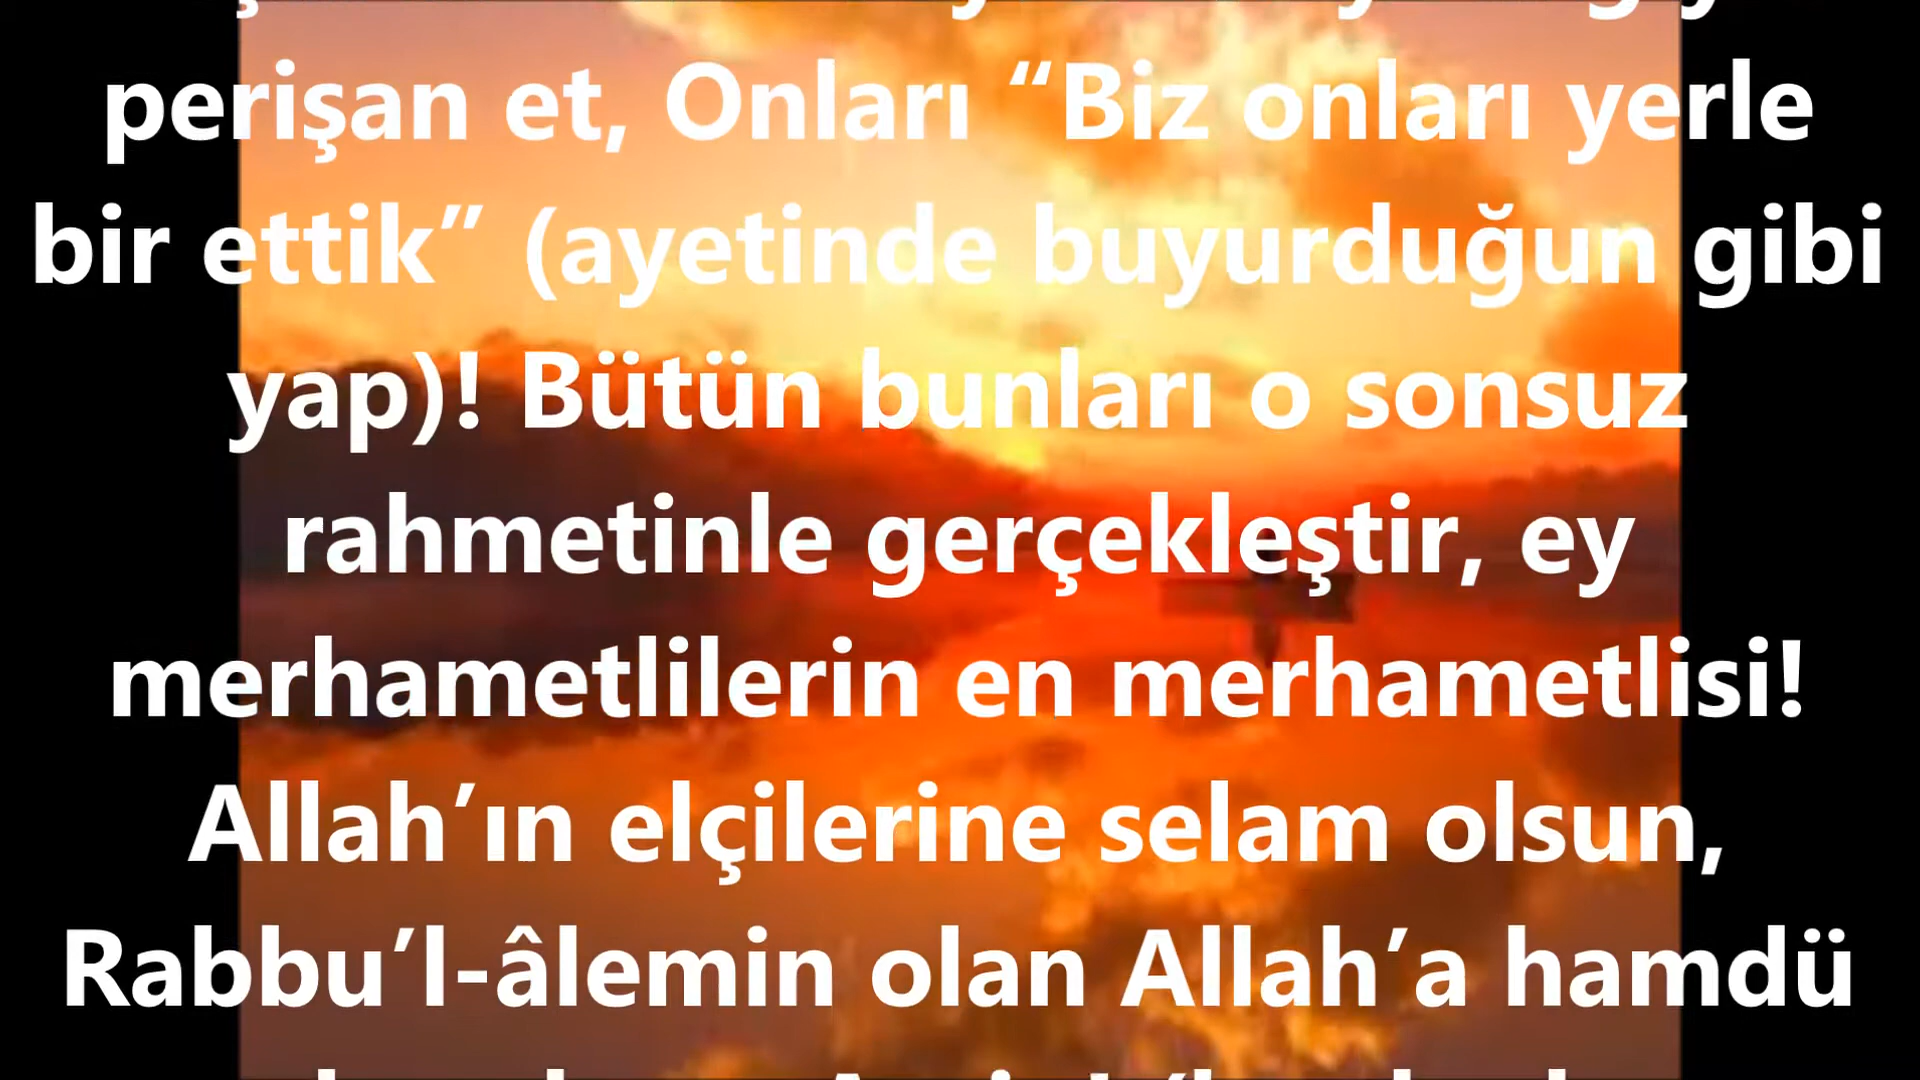 perişan et, Onları “Biz onları yerle
bir ettik” (ayetinde buyurduğun gibi
yap)! Bütün bunları o sonsuz
rahmetinle gerçekleştir, ey
merhametlilerin en merhametlisi!
Allah’ın elçilerine selam olsun,
Rabbu’l-âlemin olan Allah’a hamdü